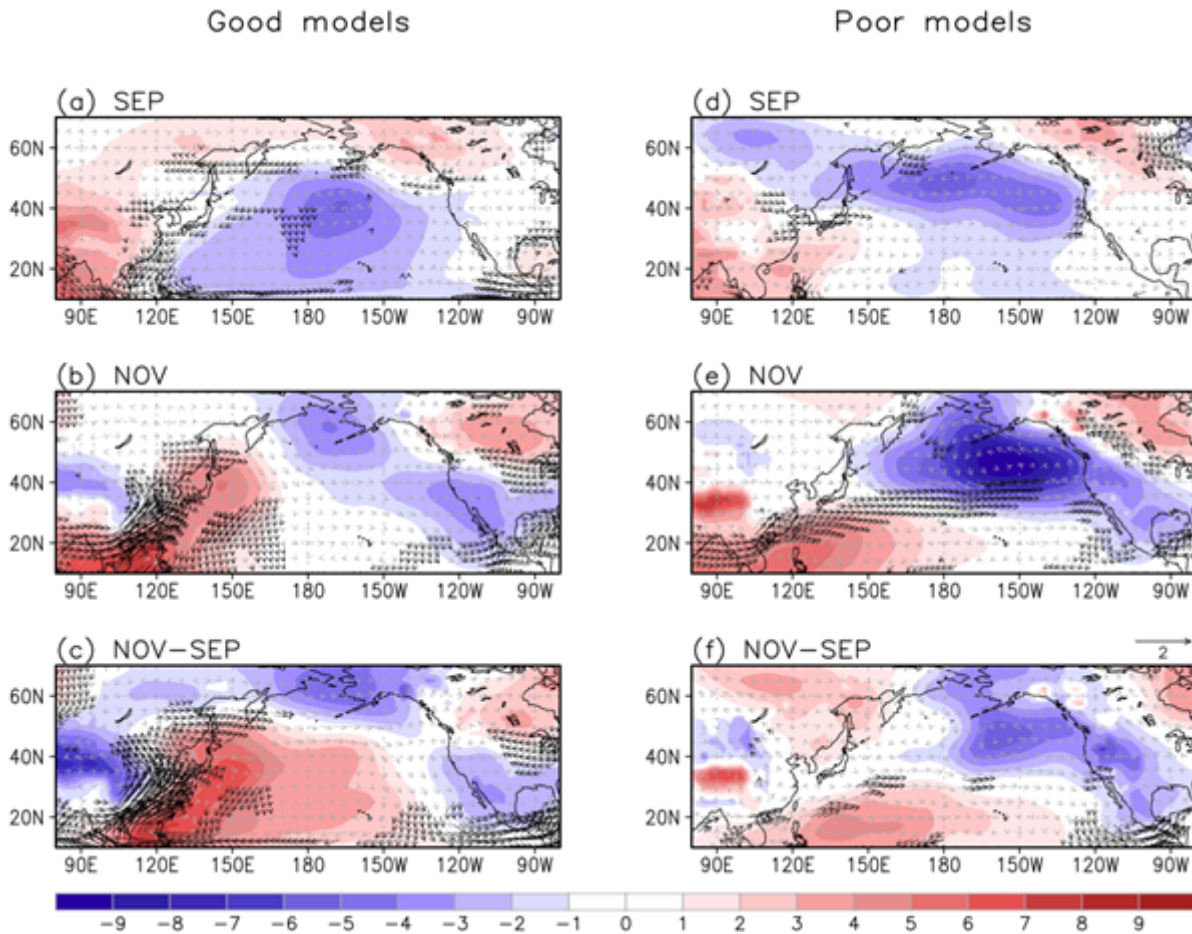 Good models Poor models
(a) SEP (d) SEP
60N 60N
40N 40N
20N 20N
90E 120E 150E 180 150W 120W 90W 90E 120E 150E 180 150W 120W 90W
(b) NOV (e) NOV
60N 60N
40N 40N
20N 20N
90E 120E 150E 180 150W 120W 90W 90E 120E 150E 180 150W 120W 90W
(c) NOV-SEP (f) NOV-SEP
2
60N 60N
40N 40N
20N 20N
90E 120E 150E 180 150W 120W 90W 90E 120E 150E 180 150W 120W 90W
-9 -8 -7 -6 -5 -4 -3 -2 -1 0 1 2 3 4 5 6 7 8 9